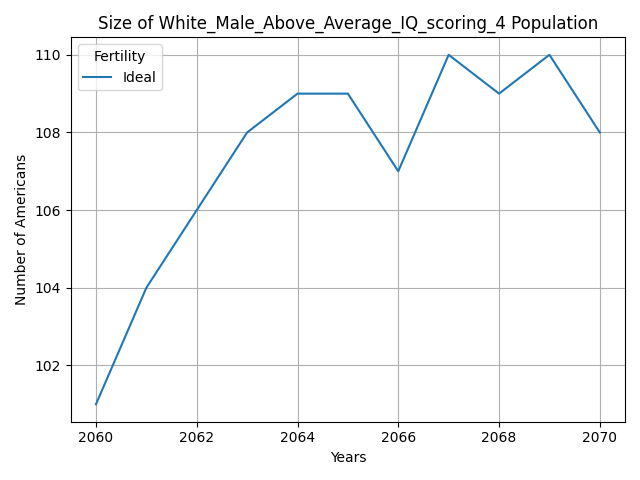 Size of White_Male_Above_Average_IQ_scoring_4 Population
Fertility
Ideal
Number of Americans
110
108
106
104
102
2060 2062 2064 2066 2068 2070
Years